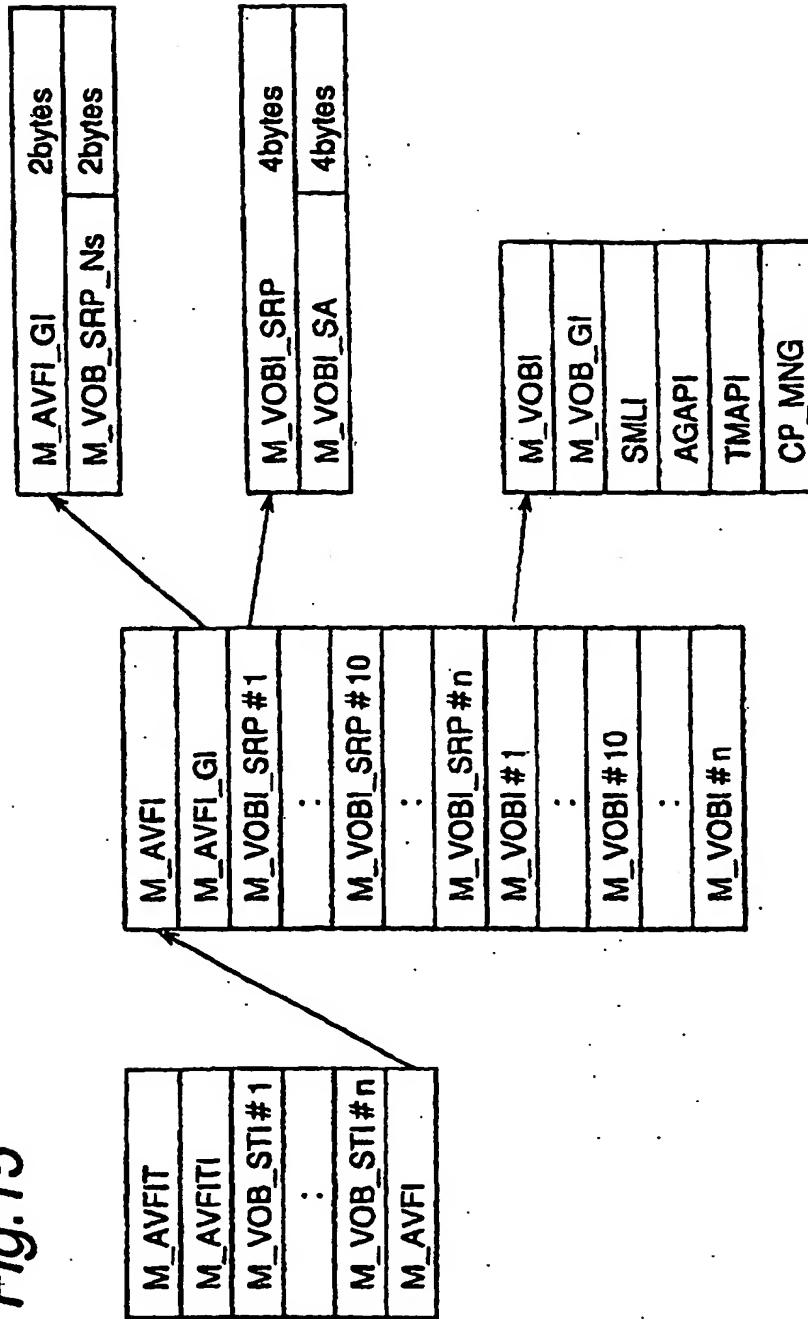 Fig.15
M_AVFIT
M_AVFITI
M_VOB_STI#1
:
M_VOB_STI#n
M_AVFI
M_AVFI
M_AVFI_GI
M_VOBI_SRP#1
:
M_VOBI_SRP#10
:
M_VOBI_SRP#n
M_VOBI#1
:
M_VOBI#10
:
M_VOBI#n
M_AVFI_GI 2bytes
M_VOB_SRP_Ns 2bytes
M_VOBI_SRP 4bytes
M_VOBI_SA 4bytes
M_VOBI
M_VOB_GI
SMLI
AGAPI
TMAPI
CP_MNG